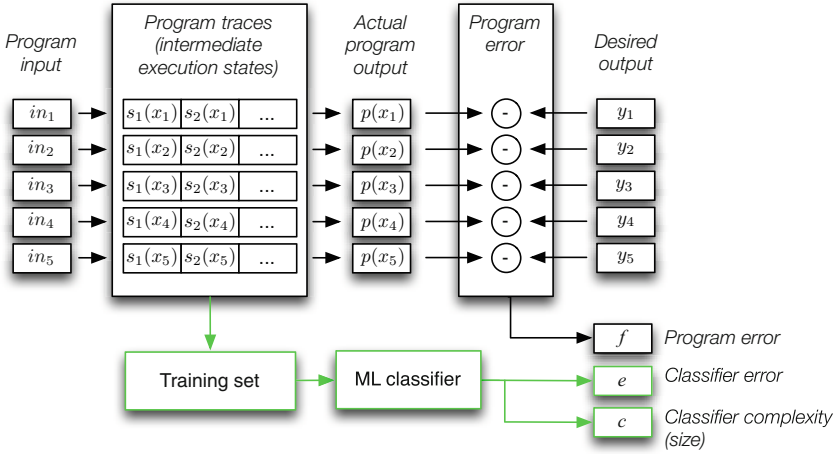 Program input
Program traces (intermediate execution states)
Actual program output
Program error
Desired output
in₁ s₁(x₁) s₂(x₁) ... p(x₁) - y₁
in₂ s₁(x₂) s₂(x₂) ... p(x₂) - y₂
in₃ s₁(x₃) s₂(x₃) ... p(x₃) - y₃
in₄ s₁(x₄) s₂(x₄) ... p(x₄) - y₄
in₅ s₁(x₅) s₂(x₅) ... p(x₅) - y₅
f Program error
Training set
ML classifier
e Classifier error
c Classifier complexity
(size)